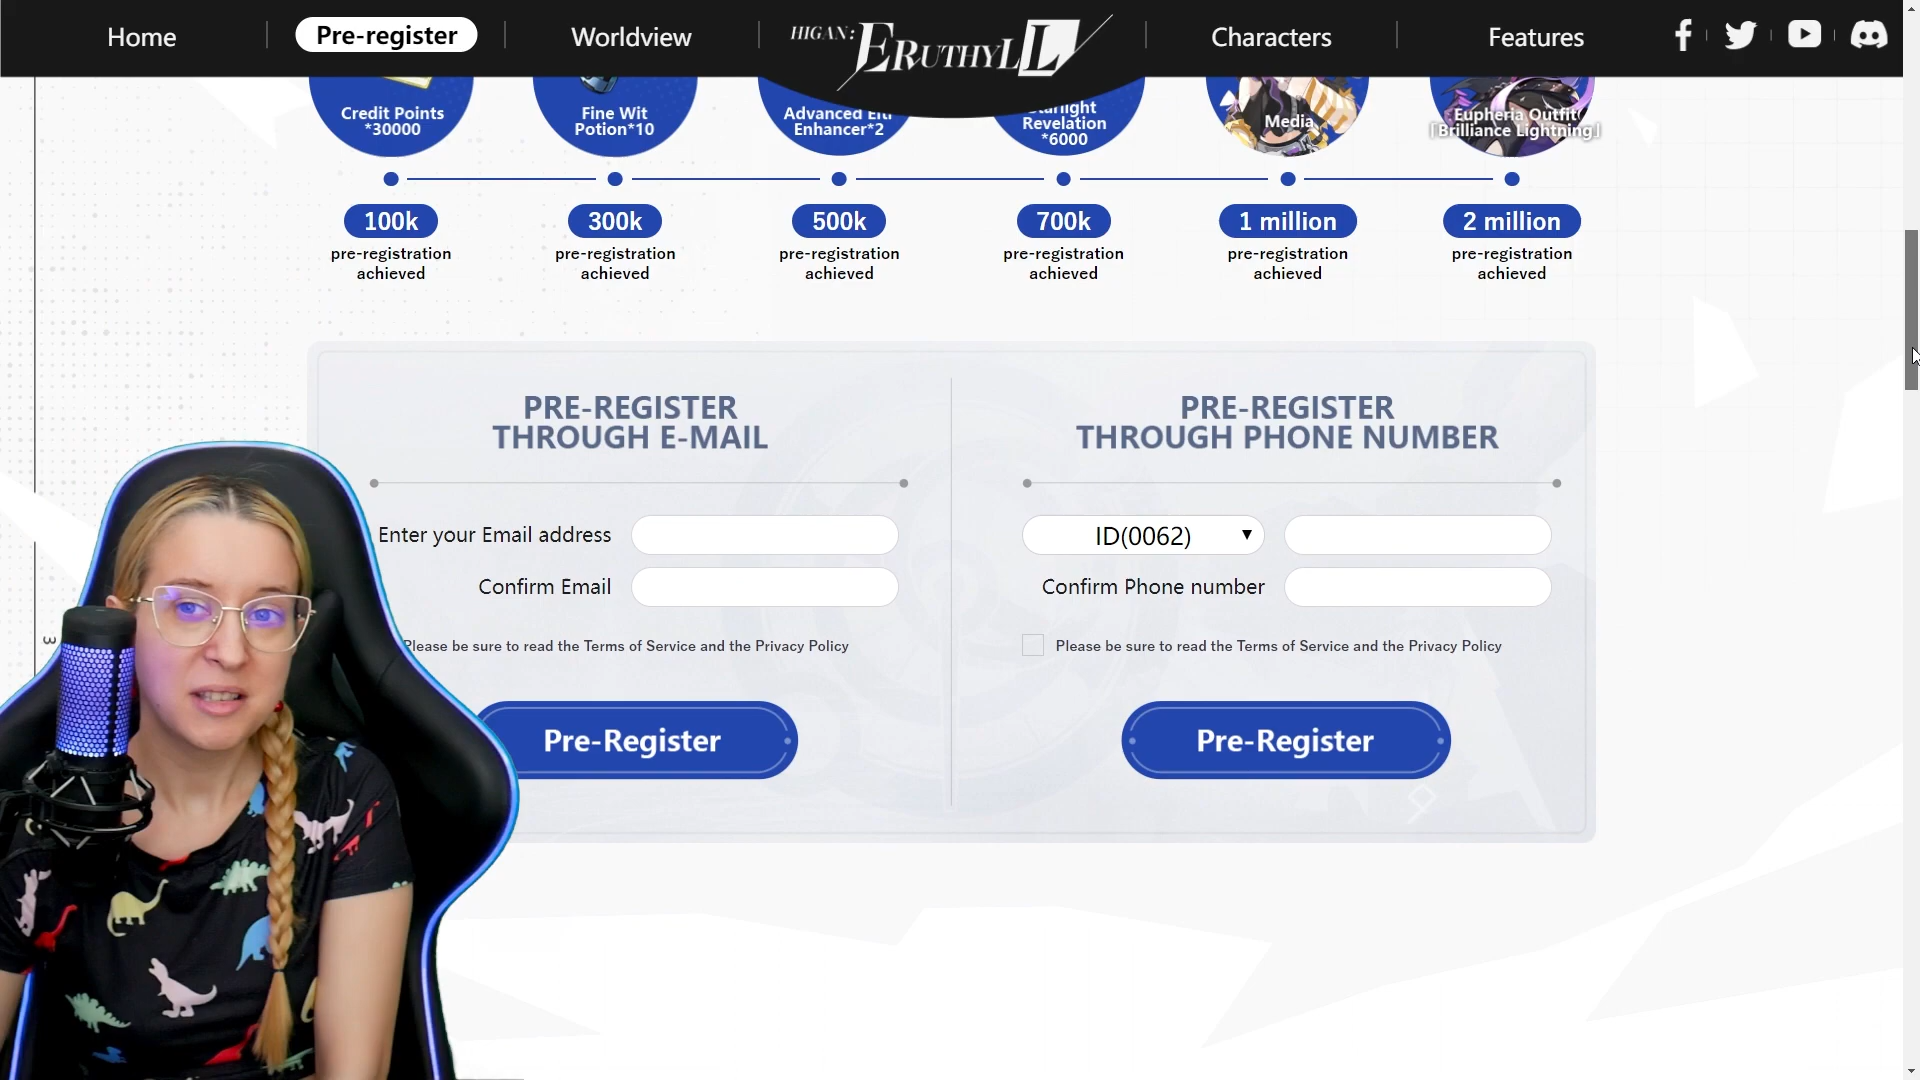 Home
Pre-register
Worldview
HIGAN:
ERUTHYLL
Characters
Features
Credit Points
*30000
Fine Wit
Potion*10
Advanced
Enhancer*2
Starlight
Revelation
*6000
Media
Eupheria Outfit
「Brilliance Lightning」
100k
pre-registration
achieved
300k
pre-registration
achieved
500k
pre-registration
achieved
700k
pre-registration
achieved
1 million
pre-registration
achieved
2 million
pre-registration
achieved
PRE-REGISTER
THROUGH E-MAIL
Enter your Email address
Confirm Email
Please be sure to read the Terms of Service and the Privacy Policy
Pre-Register
PRE-REGISTER
THROUGH PHONE NUMBER
ID(0062)
Confirm Phone number
Please be sure to read the Terms of Service and the Privacy Policy
Pre-Register